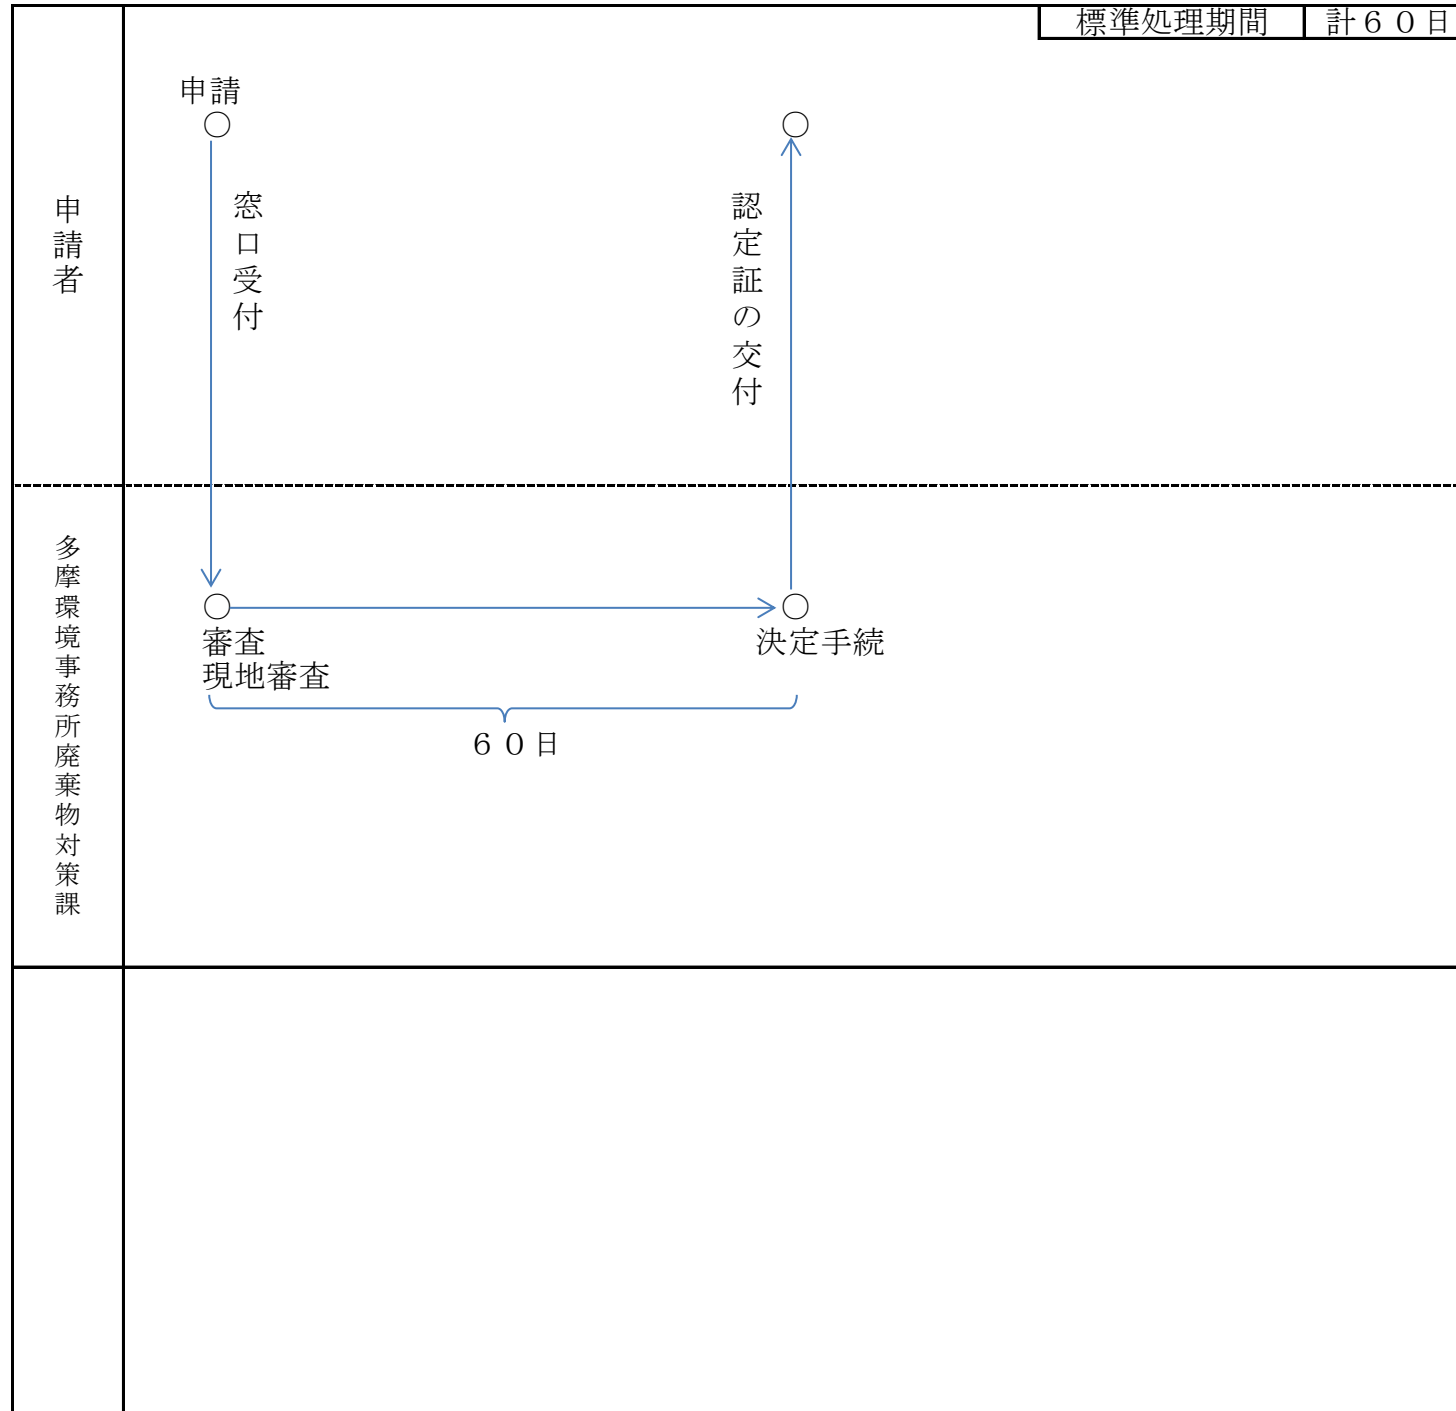 標準処理期間
計６０日
申請
申請者
窓口受付
認定証の交付
多摩環境事務所廃棄物対策課
審査
現地審査
決定手続
６０日